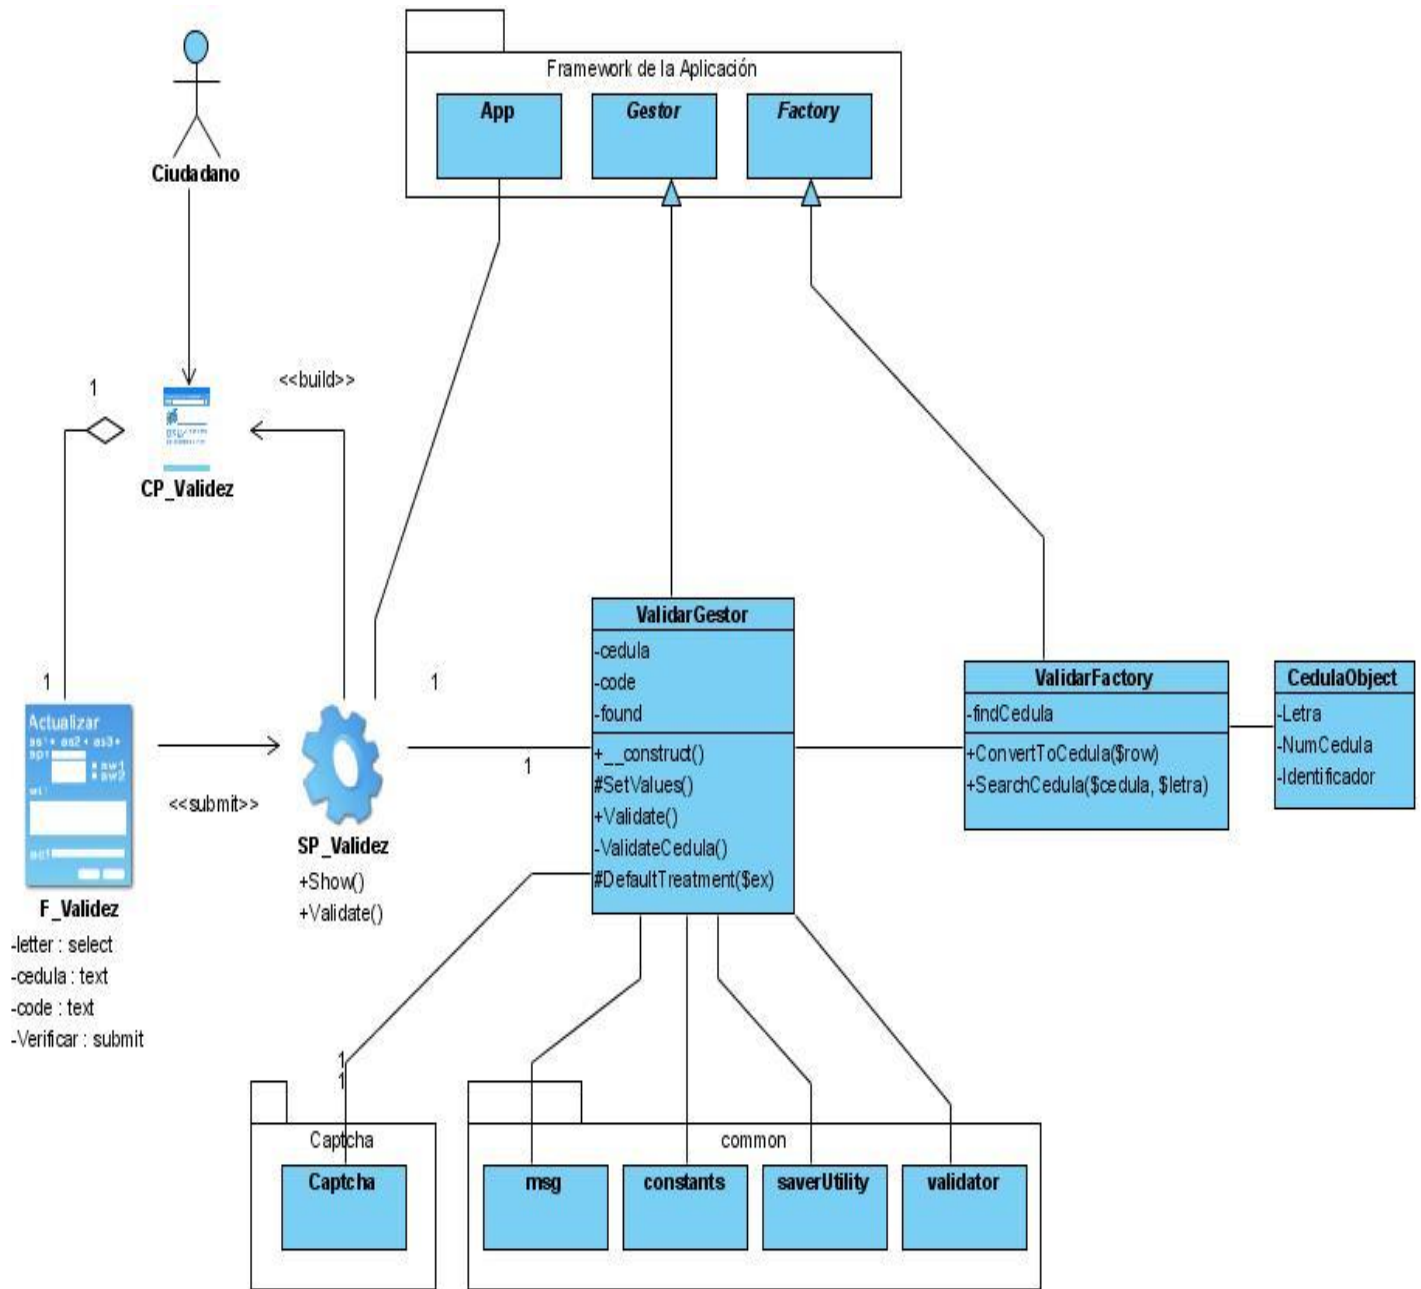 Framework de la Aplicación
App
Gestor
Factory
Ciudadano
1
<<build>>
CP_Validez
1
Actualizar
as1 as2 as3
<<submit>>
SP_Validez
+Show()
+Validate()
F_Validez
-letter : select
-cedula : text
-code : text
-Verificar : submit
1
1
ValidarGestor
-cedula
-code
-found
+__construct()
#SetValues()
+Validate()
-ValidateCedula()
#DefaultTreatment($ex)
ValidarFactory
-findCedula
+ConvertToCedula($row)
+SearchCedula($cedula, $letra)
CedulaObject
-Letra
-NumCedula
-Identificador
1
1
Captcha
Captcha
common
msg
constants
saverUtility
validator